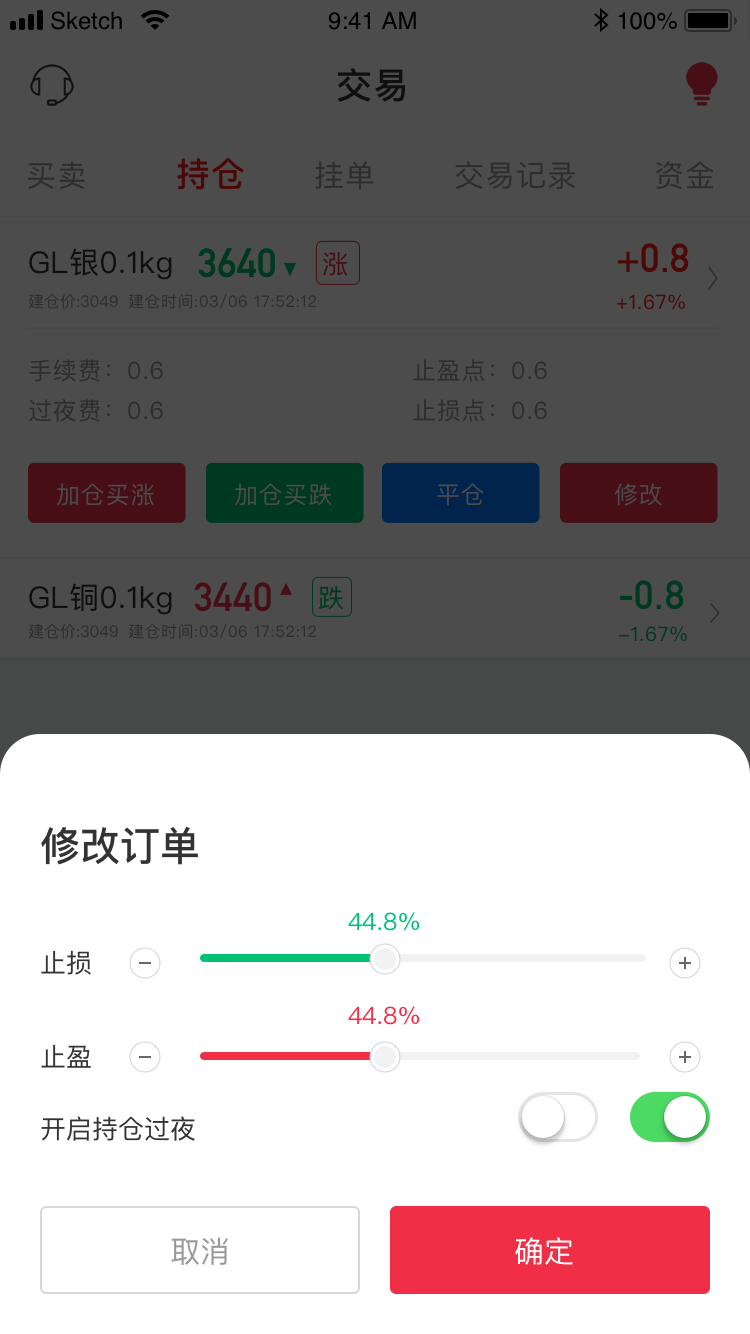 Sketch 9:41 AM 100%
交易
买卖 持仓 挂单 交易记录 资金
GL银0.1kg 3640 ▼ 涨 +0.8
建仓价:3049 建仓时间:03/06 17:52:12 +1.67%
手续费：0.6 止盈点：0.6
过夜费：0.6 止损点：0.6
加仓买涨 加仓买跌 平仓 修改
GL铜0.1kg 3440 ▲ 跌 -0.8
建仓价:3049 建仓时间:03/06 17:52:12 –1.67%
修改订单
44.8%
止损 − +
44.8%
止盈 − +
开启持仓过夜
取消 确定